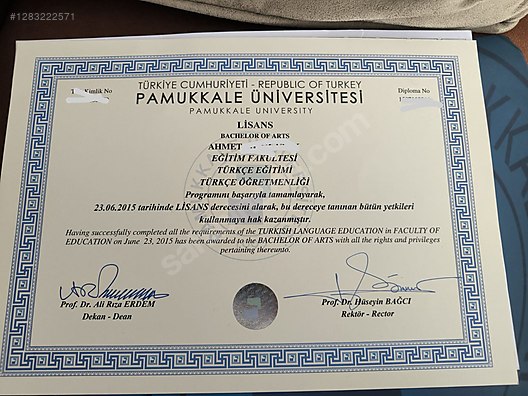 #1283222571
TÜRKİYE CUMHURİYETİ - REPUBLIC OF TURKEY
Kimlik No
Diploma No
PAMUKKALE ÜNİVERSİTESİ
PAMUKKALE UNIVERSITY
LİSANS
BACHELOR OF ARTS
AHMET
EĞİTİM FAKÜLTESİ
TÜRKÇE EĞİTİMİ
TÜRKÇE ÖĞRETMENLİĞİ
Programını başarıyla tamamlayarak,
23.06.2015 tarihinde LİSANS derecesini alarak, bu dereceye tanınan bütün yetkileri
kullanmaya hak kazanmıştır.
Having successfully completed all the requirements of the TURKISH LANGUAGE EDUCATION in FACULTY OF
EDUCATION on June 23, 2015 has been awarded to the BACHELOR OF ARTS with all the rights and privileges
pertaining thereunto.
Prof. Dr. Ali Rıza ERDEM
Dekan - Dean
Prof. Dr. Hüseyin BAĞCI
Rektör - Rector